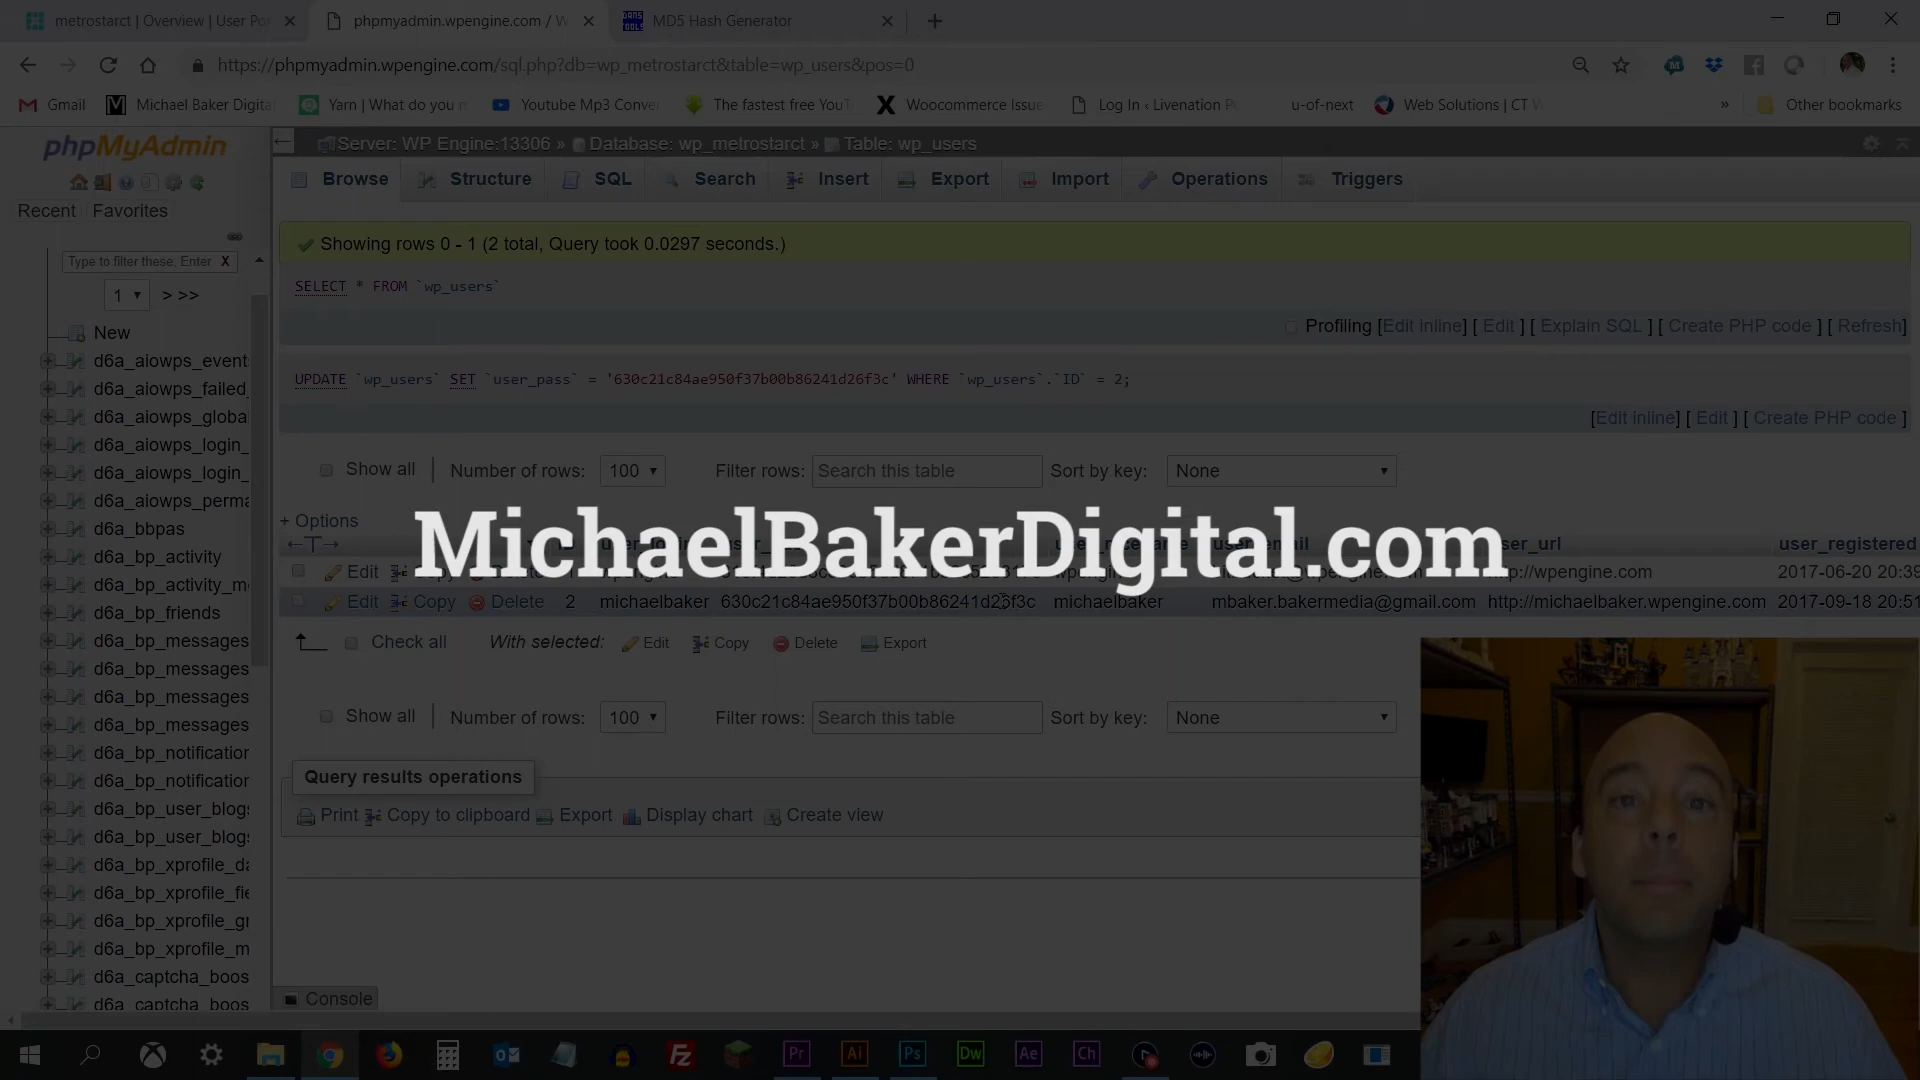 metrostarct | Overview | User Po
phpmyadmin.wpengine.com / W
MD5 Hash Generator
https://phpmyadmin.wpengine.com/sql.php?db=wp_metrostarct&table=wp_users&pos=0
Gmail
Michael Baker Digita
Yarn | What do you m
Youtube Mp3 Conver
The fastest free YouT
Woocommerce Issue
Log In ‹ Livenation P
u-of-next
Web Solutions | CT W
»
Other bookmarks
phpMyAdmin
Server: WP Engine:13306 » Database: wp_metrostarct » Table: wp_users
Browse Structure SQL Search Insert Export Import Operations Triggers
Recent Favorites
Showing rows 0 - 1 (2 total, Query took 0.0297 seconds.)
Type to filter these, Enter X
1 > >>
SELECT * FROM `wp_users`
Profiling [Edit inline] [ Edit ] [ Explain SQL ] [ Create PHP code ] [ Refresh]
UPDATE `wp_users` SET `user_pass` = '630c21c84ae950f37b00b86241d26f3c' WHERE `wp_users`.`ID` = 2;
[Edit inline] [ Edit ] [ Create PHP code ]
New
d6a_aiowps_event
d6a_aiowps_failed_
d6a_aiowps_globa
d6a_aiowps_login_
d6a_aiowps_login_
d6a_aiowps_perma
d6a_bbpas
d6a_bp_activity
d6a_bp_activity_m
d6a_bp_friends
d6a_bp_messages
d6a_bp_messages
d6a_bp_messages
d6a_bp_messages
d6a_bp_notification
d6a_bp_notification
d6a_bp_user_blog
d6a_bp_user_blog
d6a_bp_xprofile_da
d6a_bp_xprofile_fie
d6a_bp_xprofile_gr
d6a_bp_xprofile_m
d6a_captcha_boos
d6a_captcha_boos
Show all Number of rows: 100 Filter rows: Search this table Sort by key: None
+ Options
MichaelBakerDigital.com
user_registered
Edit http://wpengine.com 2017-06-20 20:39
Edit Copy Delete 2 michaelbaker 630c21c84ae950f37b00b86241d26f3c michaelbaker mbaker.bakermedia@gmail.com http://michaelbaker.wpengine.com 2017-09-18 20:51
Check all With selected: Edit Copy Delete Export
Show all Number of rows: 100 Filter rows: Search this table Sort by key: None
Query results operations
Print Copy to clipboard Export Display chart Create view
Console
Pr Ai Ps Dw Ae Ch